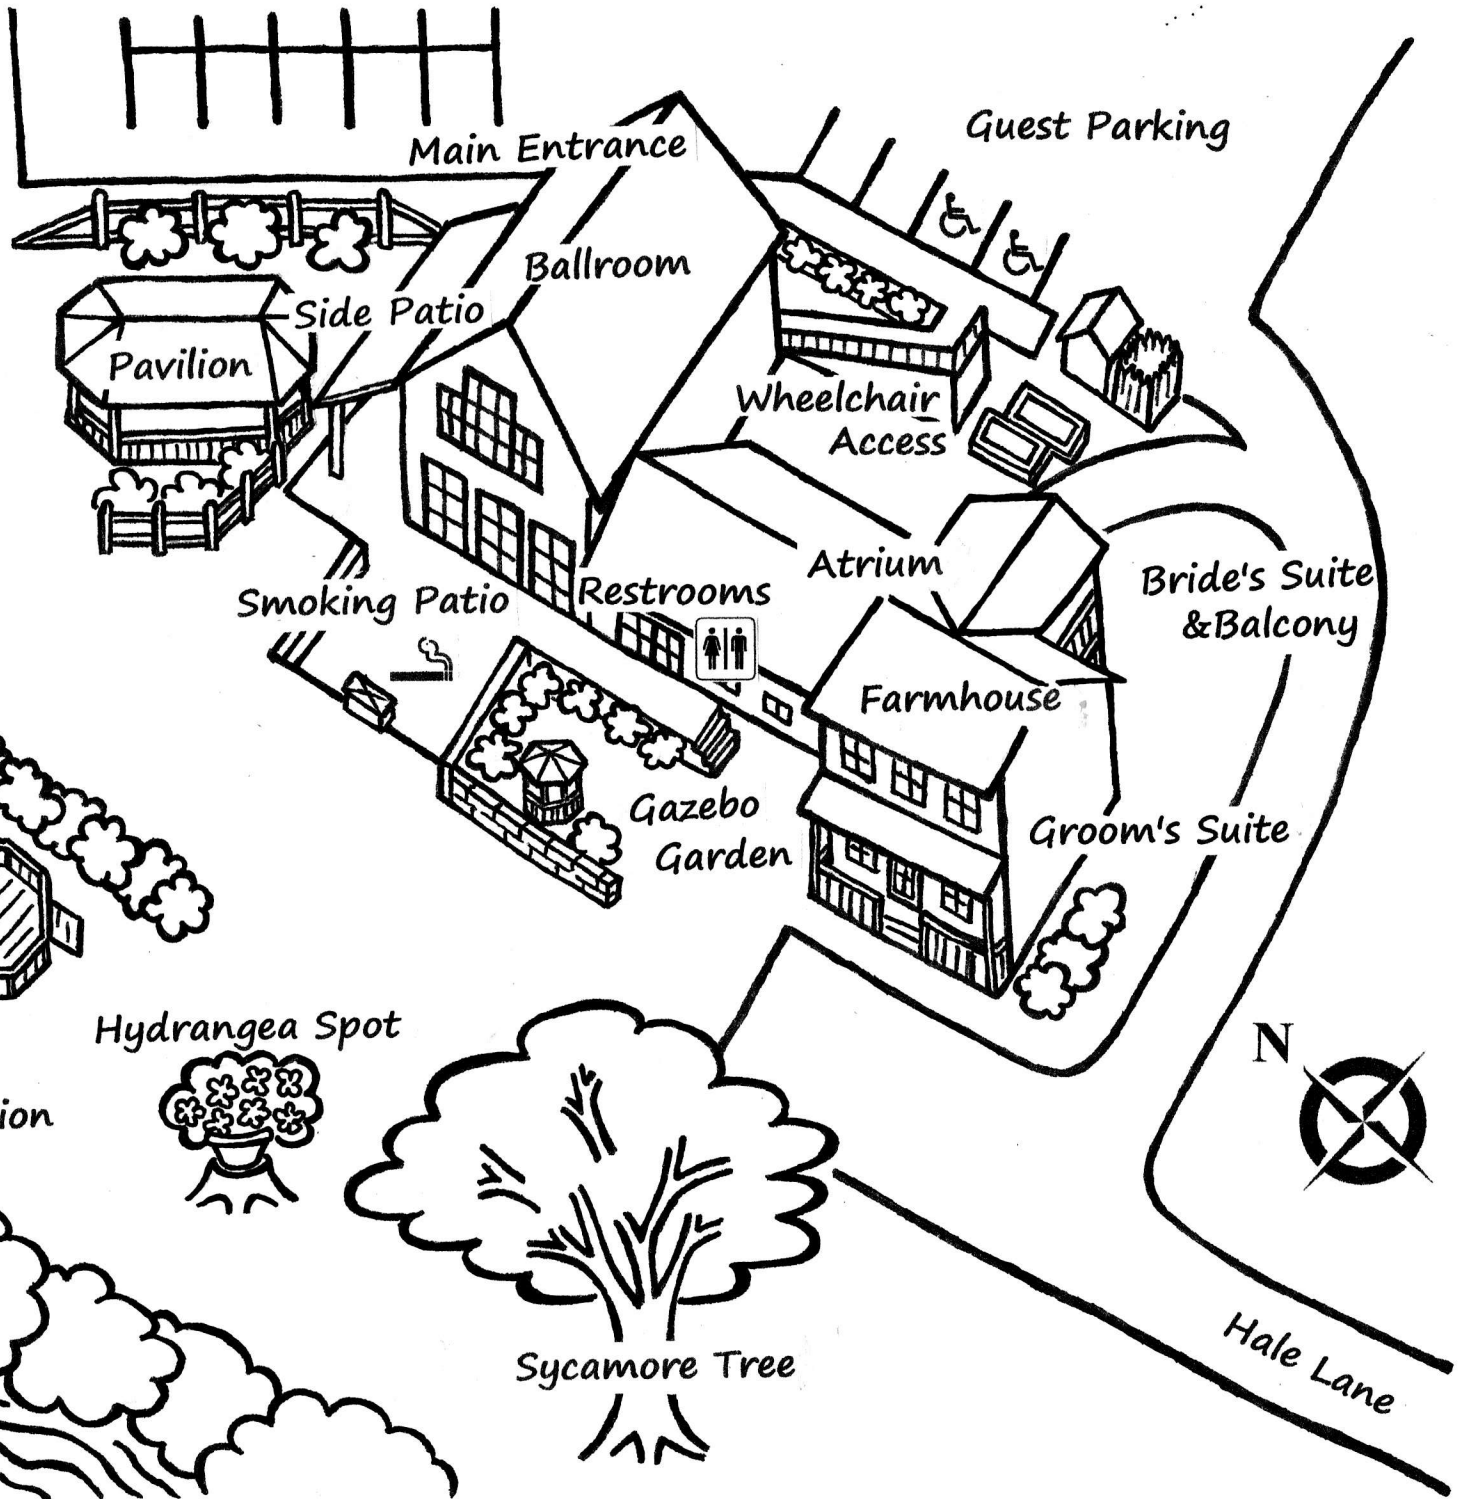 Guest Parking
Main Entrance
Ballroom
Side Patio
Pavilion
Wheelchair
Access
Atrium
Bride's Suite
&Balcony
Smoking Patio
Restrooms
Farmhouse
Gazebo
Garden
Groom's Suite
Hydrangea Spot
N
ion
Sycamore Tree
Hale Lane